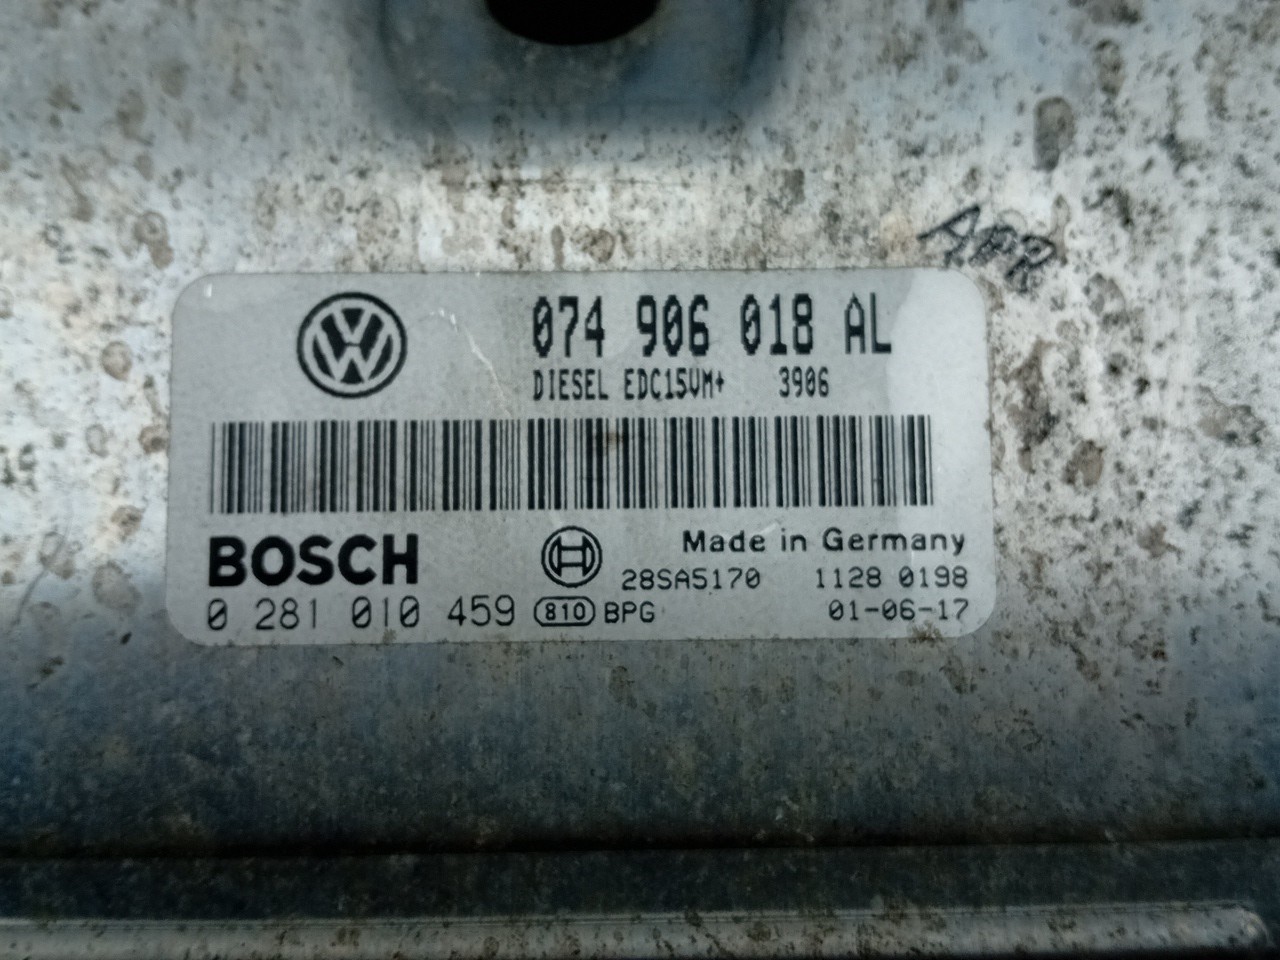 APR
074 906 018 AL
DIESEL EDC15VM+ 3906
BOSCH
Made in Germany
28SA5170 1128 0198
0 281 010 459 810 BPG 01-06-17